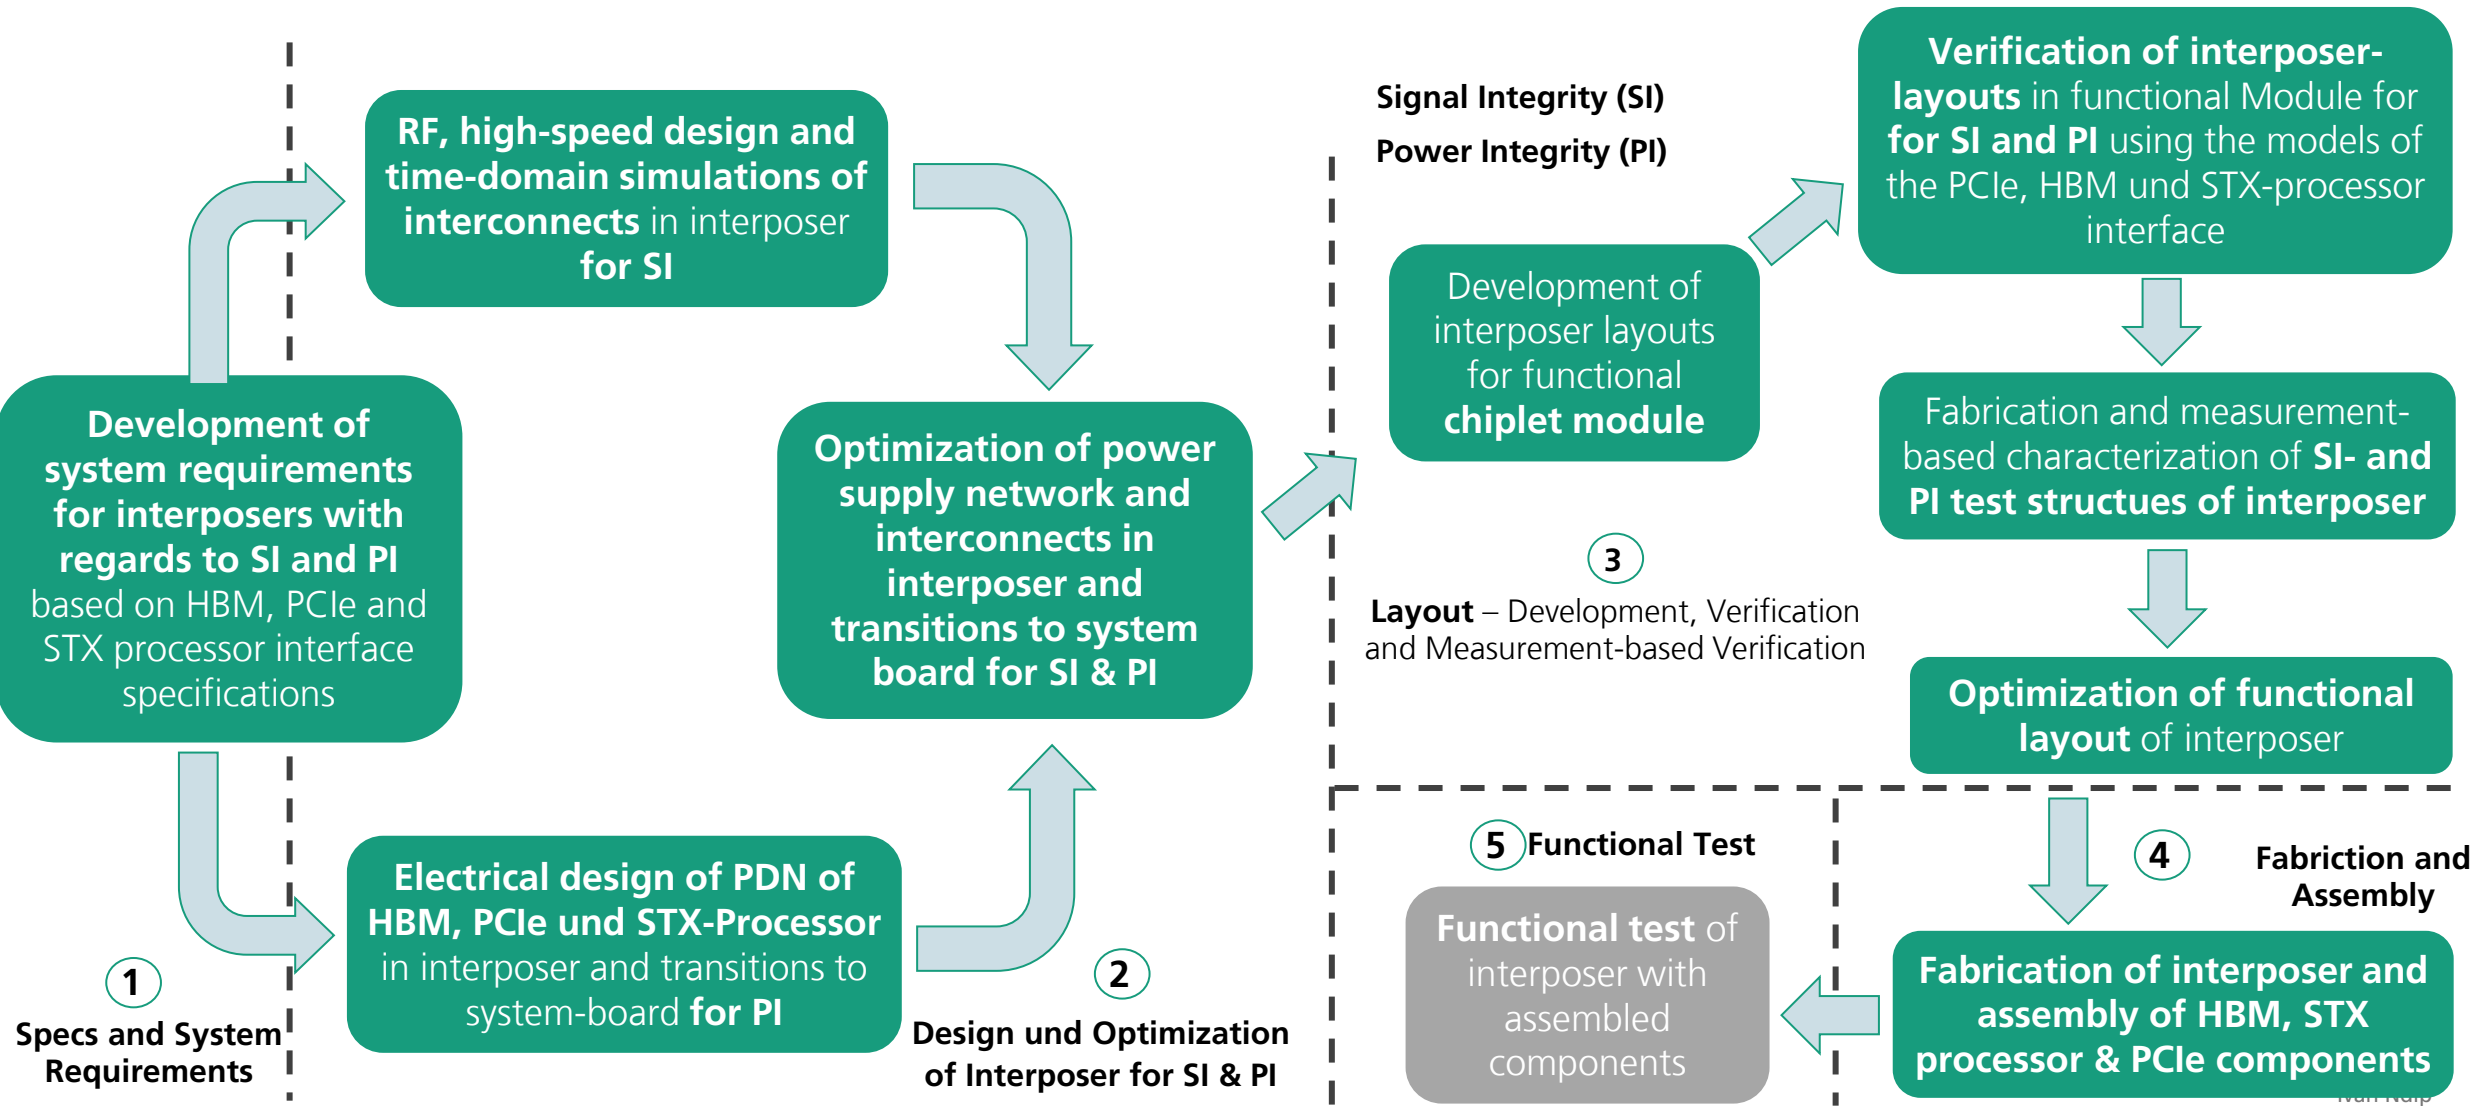 Development of
system requirements
for interposers with
regards to SI and PI
based on HBM, PCIe and
STX processor interface
specifications
1
Specs and System
Requirements
RF, high-speed design and
time-domain simulations of
interconnects in interposer
for SI
Electrical design of PDN of
HBM, PCIe und STX-Processor
in interposer and transitions to
system-board for PI
Optimization of power
supply network and
interconnects in
interposer and
transitions to system
board for SI & PI
2
Design und Optimization
of Interposer for SI & PI
Signal Integrity (SI)
Power Integrity (PI)
Development of
interposer layouts
for functional
chiplet module
3
Layout – Development, Verification
and Measurement-based Verification
Verification of interposer-
layouts in functional Module for
for SI and PI using the models of
the PCIe, HBM und STX-processor
interface
Fabrication and measurement-
based characterization of SI- and
PI test structues of interposer
Optimization of functional
layout of interposer
4
Fabriction and
Assembly
Fabrication of interposer and
assembly of HBM, STX
processor & PCIe components
5 Functional Test
Functional test of
interposer with
assembled
components